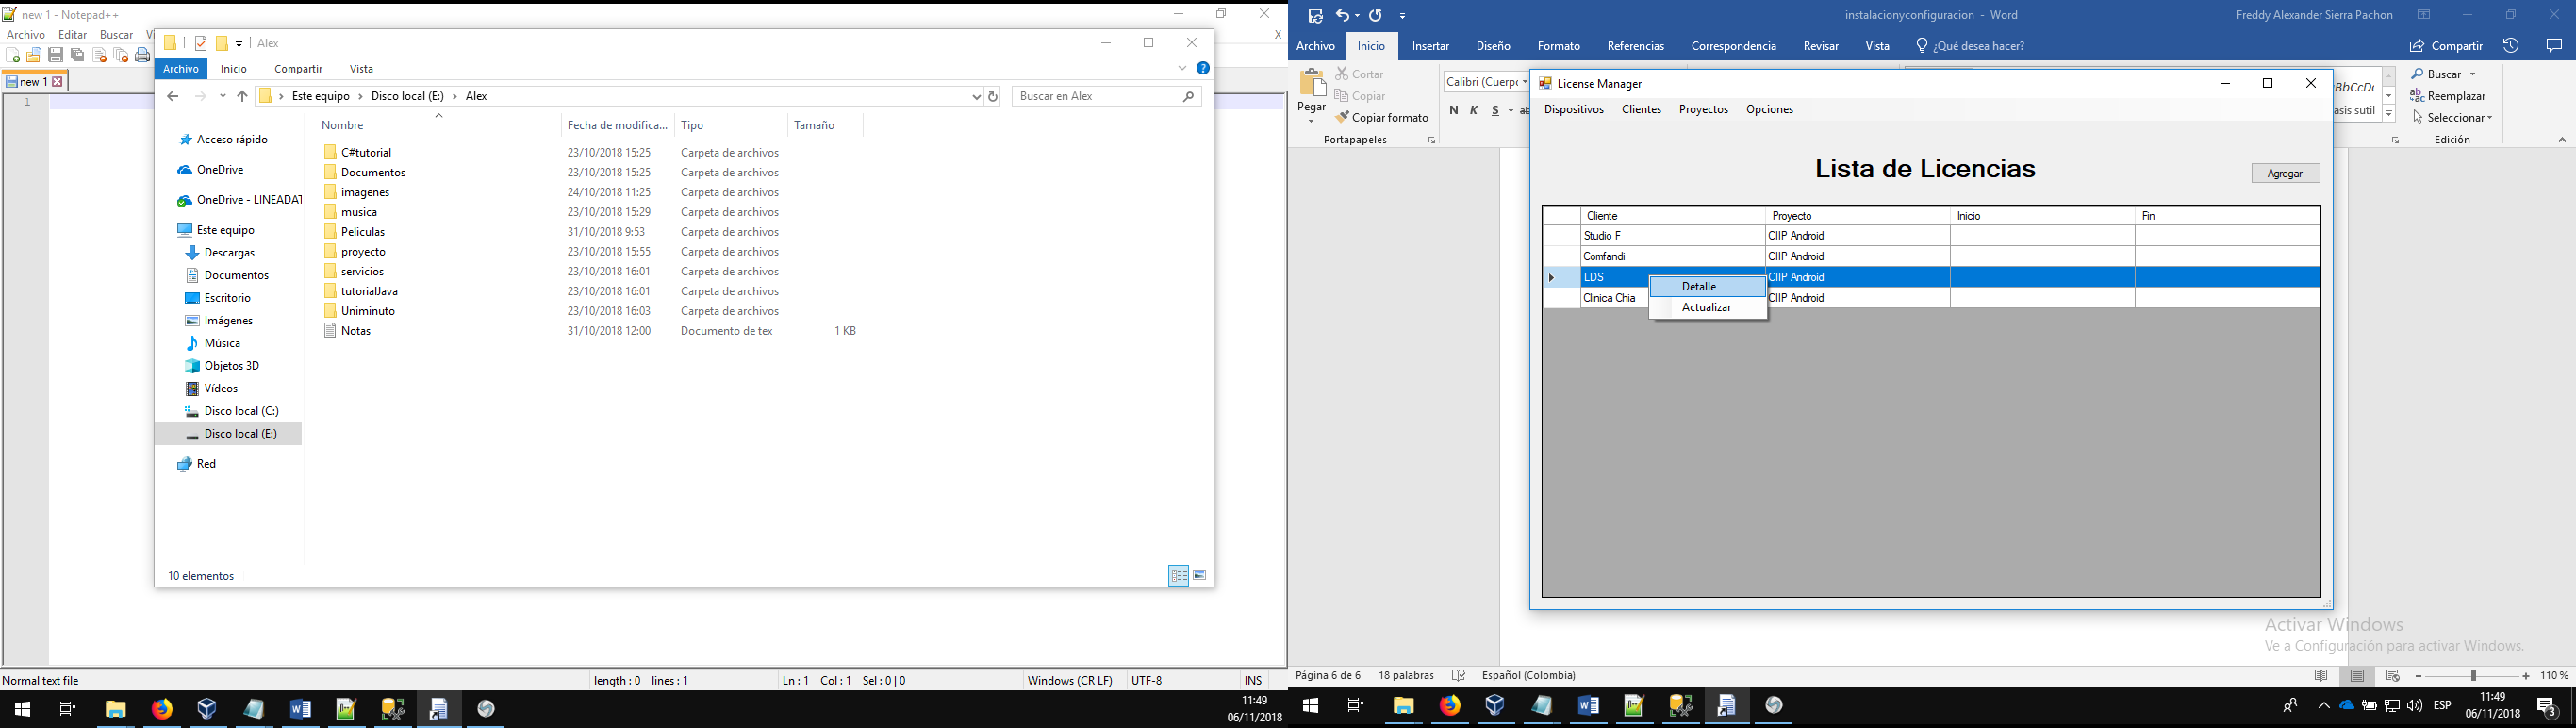 new 1 - Notepad++
Archivo Editar Buscar
X
new 1
1
Alex
Archivo Inicio Compartir Vista
Este equipo > Disco local (E:) > Alex
Buscar en Alex
Nombre Fecha de modifica... Tipo Tamaño
Acceso rápido
OneDrive
OneDrive - LINEADAT
Este equipo
Descargas
Documentos
Escritorio
Imágenes
Música
Objetos 3D
Vídeos
Disco local (C:)
Disco local (E:)
Red
C#tutorial 23/10/2018 15:25 Carpeta de archivos
Documentos 23/10/2018 15:25 Carpeta de archivos
imagenes 24/10/2018 11:25 Carpeta de archivos
musica 23/10/2018 15:29 Carpeta de archivos
Peliculas 31/10/2018 9:53 Carpeta de archivos
proyecto 23/10/2018 15:55 Carpeta de archivos
servicios 23/10/2018 16:01 Carpeta de archivos
tutorialJava 23/10/2018 16:01 Carpeta de archivos
Uniminuto 23/10/2018 16:03 Carpeta de archivos
Notas 31/10/2018 12:00 Documento de tex 1 KB
10 elementos
Normal text file length : 0 lines : 1 Ln : 1 Col : 1 Sel : 0 | 0 Windows (CR LF) UTF-8 INS
11:49
06/11/2018
instalacionyconfiguracion - Word
Freddy Alexander Sierra Pachon
Archivo Inicio Insertar Diseño Formato Referencias Correspondencia Revisar Vista ¿Qué desea hacer? Compartir
Pegar
Cortar
Copiar
Copiar formato
Portapapeles
Calibri (Cuerpo
N K S ab
BbCcDc
asis sutil
Buscar
Reemplazar
Seleccionar
Edición
License Manager
Dispositivos Clientes Proyectos Opciones
Lista de Licencias
Agregar
Cliente Proyecto Inicio Fin
Studio F CIIP Android
Comfandi CIIP Android
LDS CIIP Android
Clinica Chia CIIP Android
Detalle
Actualizar
Activar Windows
Ve a Configuración para activar Windows.
Página 6 de 6 18 palabras Español (Colombia) 110 %
ESP
11:49
06/11/2018
3